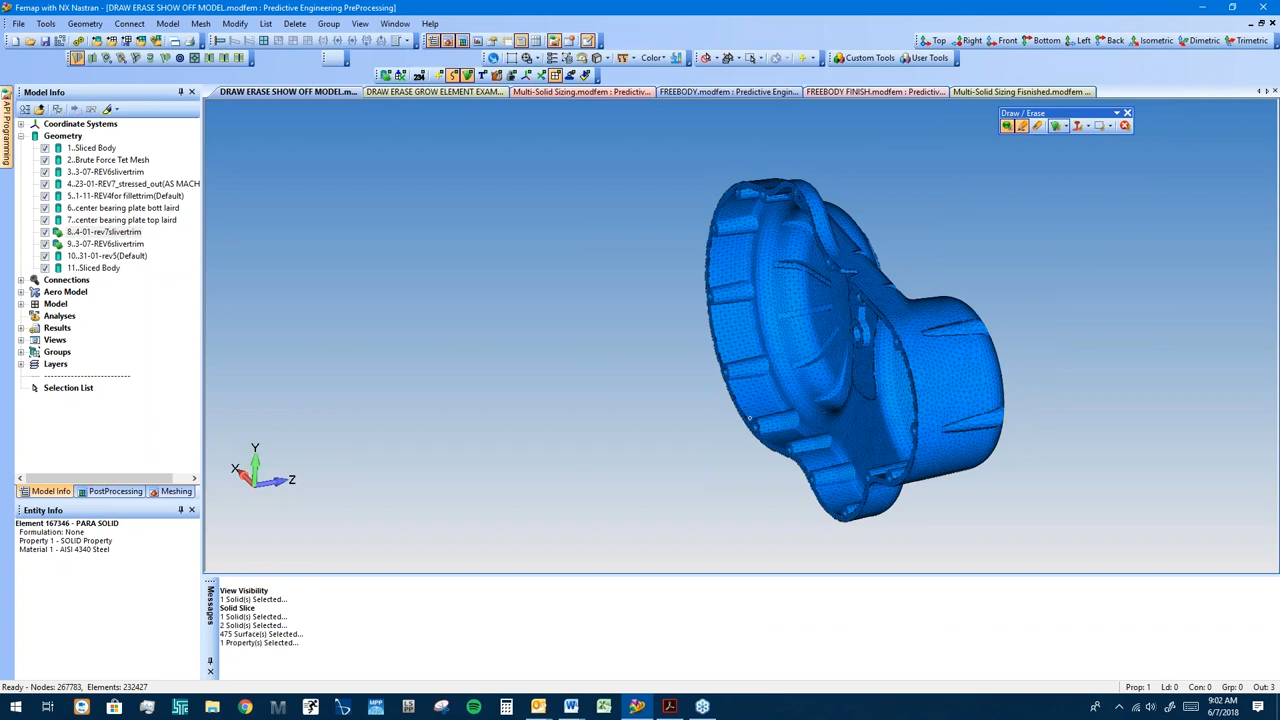 Femap with NX Nastran - [DRAW ERASE SHOW OFF MODEL.modfem : Predictive Engineering PreProcessing]
File Tools Geometry Connect Model Mesh Modify List Delete Group View Window Help
Top Right Front Bottom Left Back Isometric Dimetric Trimetric
Color Custom Tools User Tools
Model Info
DRAW ERASE SHOW OFF MODEL.m... DRAW ERASE GROW ELEMENT EXAM... Multi-Solid Sizing.modfem : Predictiv... FREEBODY.modfem : Predictive Engin... FREEBODY FINISH.modfem : Predictiv... Multi-Solid Sizing Fisnished.modfem ...
API Programming
Draw / Erase
Coordinate Systems
Geometry
1..Sliced Body
2..Brute Force Tet Mesh
3..3-07-REV6slivertrim
4..23-01-REV7_stressed_out(AS MACH
5..1-11-REV4for fillettrim(Default)
6..center bearing plate bott laird
7..center bearing plate top laird
8..4-01-rev7slivertrim
9..3-07-REV6slivertrim
10..31-01-rev5(Default)
11..Sliced Body
Connections
Aero Model
Model
Analyses
Results
Views
Groups
Layers
Selection List
Y
X
Z
Model Info PostProcessing Meshing
Entity Info
Element 167346 - PARA SOLID
Formulation: None
Property 1 - SOLID Property
Material 1 - AISI 4340 Steel
Messages
View Visibility
1 Solid(s) Selected...
Solid Slice
1 Solid(s) Selected...
2 Solid(s) Selected...
475 Surface(s) Selected...
1 Property(s) Selected...
Ready - Nodes: 267783, Elements: 232427
Prop: 1 Ld: 0 Con: 0 Grp: 0 Out: 3
9:02 AM
6/7/2018